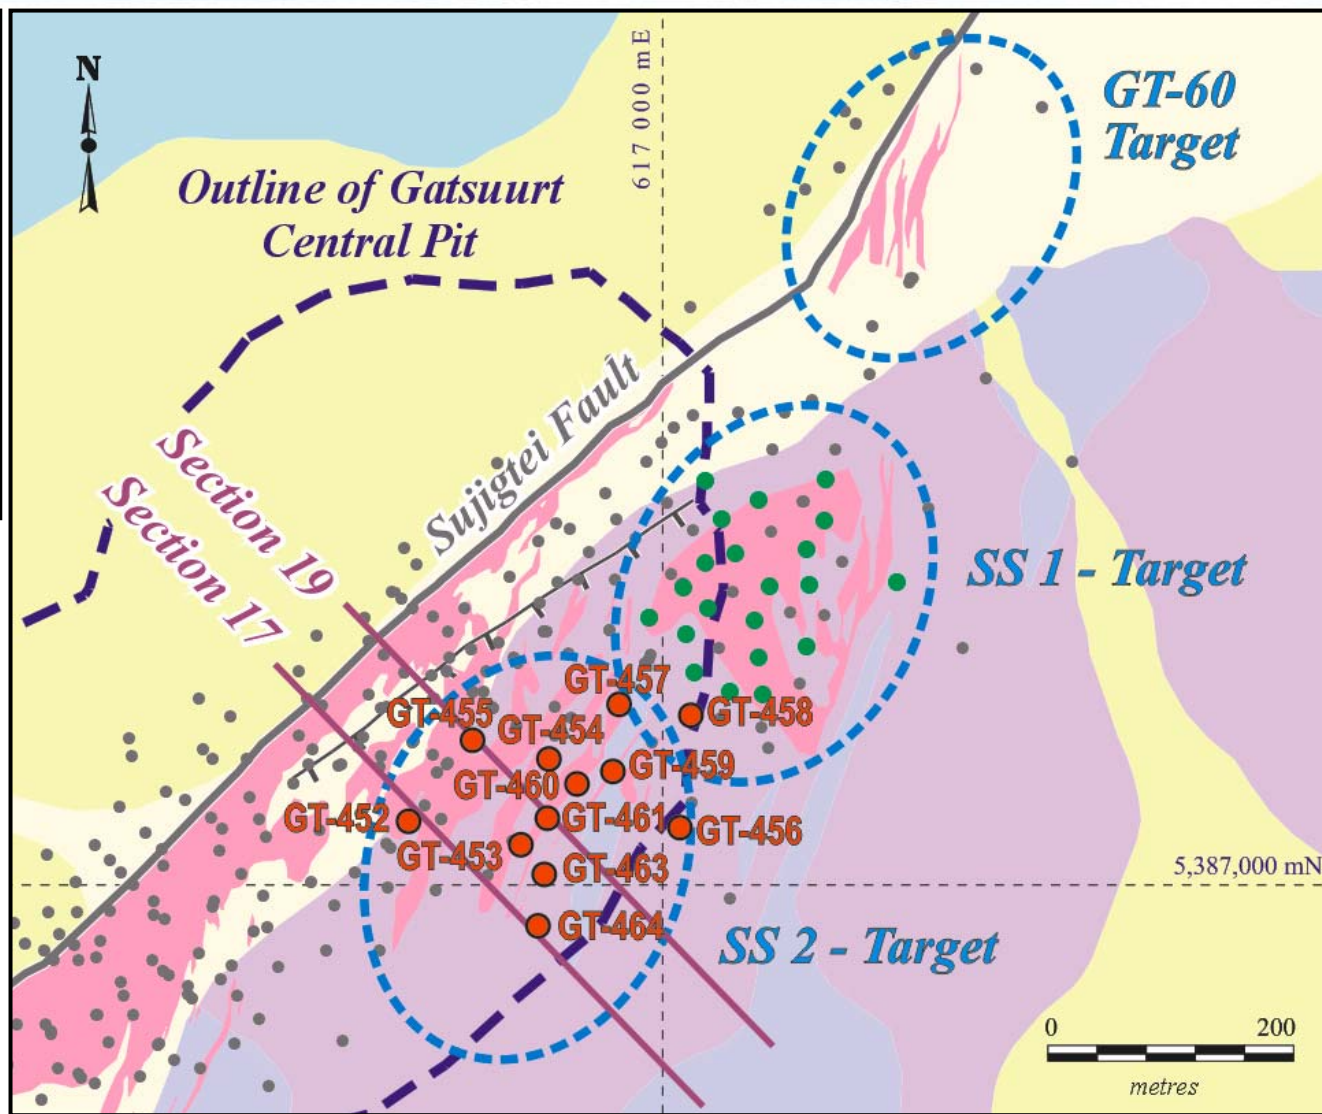 N
617 000 mE
GT-60
Target
Outline of Gatsuurt
Central Pit
Sujigtei Fault
Section 19
Section 17
SS 1 - Target
GT-457
GT-455
GT-454
GT-458
GT-459
GT-460
GT-452
GT-461
GT-456
GT-453
GT-463
5,387,000 mN
GT-464
SS 2 - Target
0 200
metres